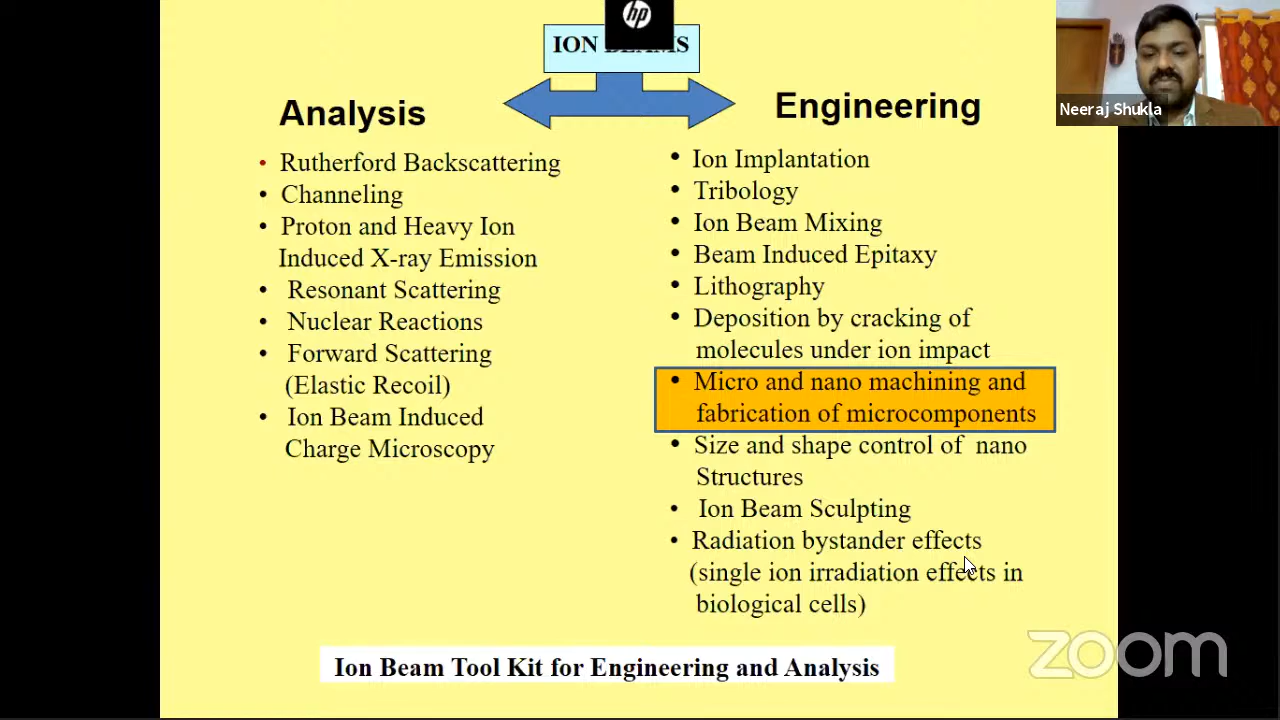 hp
ION BEAMS
Neeraj Shukla
Analysis
• Rutherford Backscattering
• Channeling
• Proton and Heavy Ion
Induced X-ray Emission
• Resonant Scattering
• Nuclear Reactions
• Forward Scattering
(Elastic Recoil)
• Ion Beam Induced
Charge Microscopy
Engineering
• Ion Implantation
• Tribology
• Ion Beam Mixing
• Beam Induced Epitaxy
• Lithography
• Deposition by cracking of
molecules under ion impact
• Micro and nano machining and
fabrication of microcomponents
• Size and shape control of nano
Structures
• Ion Beam Sculpting
• Radiation bystander effects
(single ion irradiation effects in
biological cells)
Ion Beam Tool Kit for Engineering and Analysis
zoom